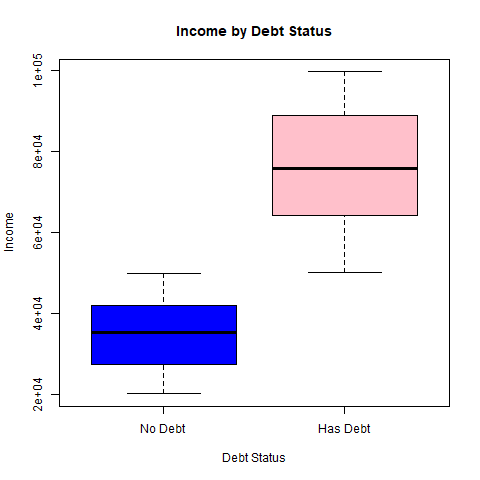 Income by Debt Status
Income
1e+05
8e+04
6e+04
4e+04
2e+04
No Debt
Has Debt
Debt Status